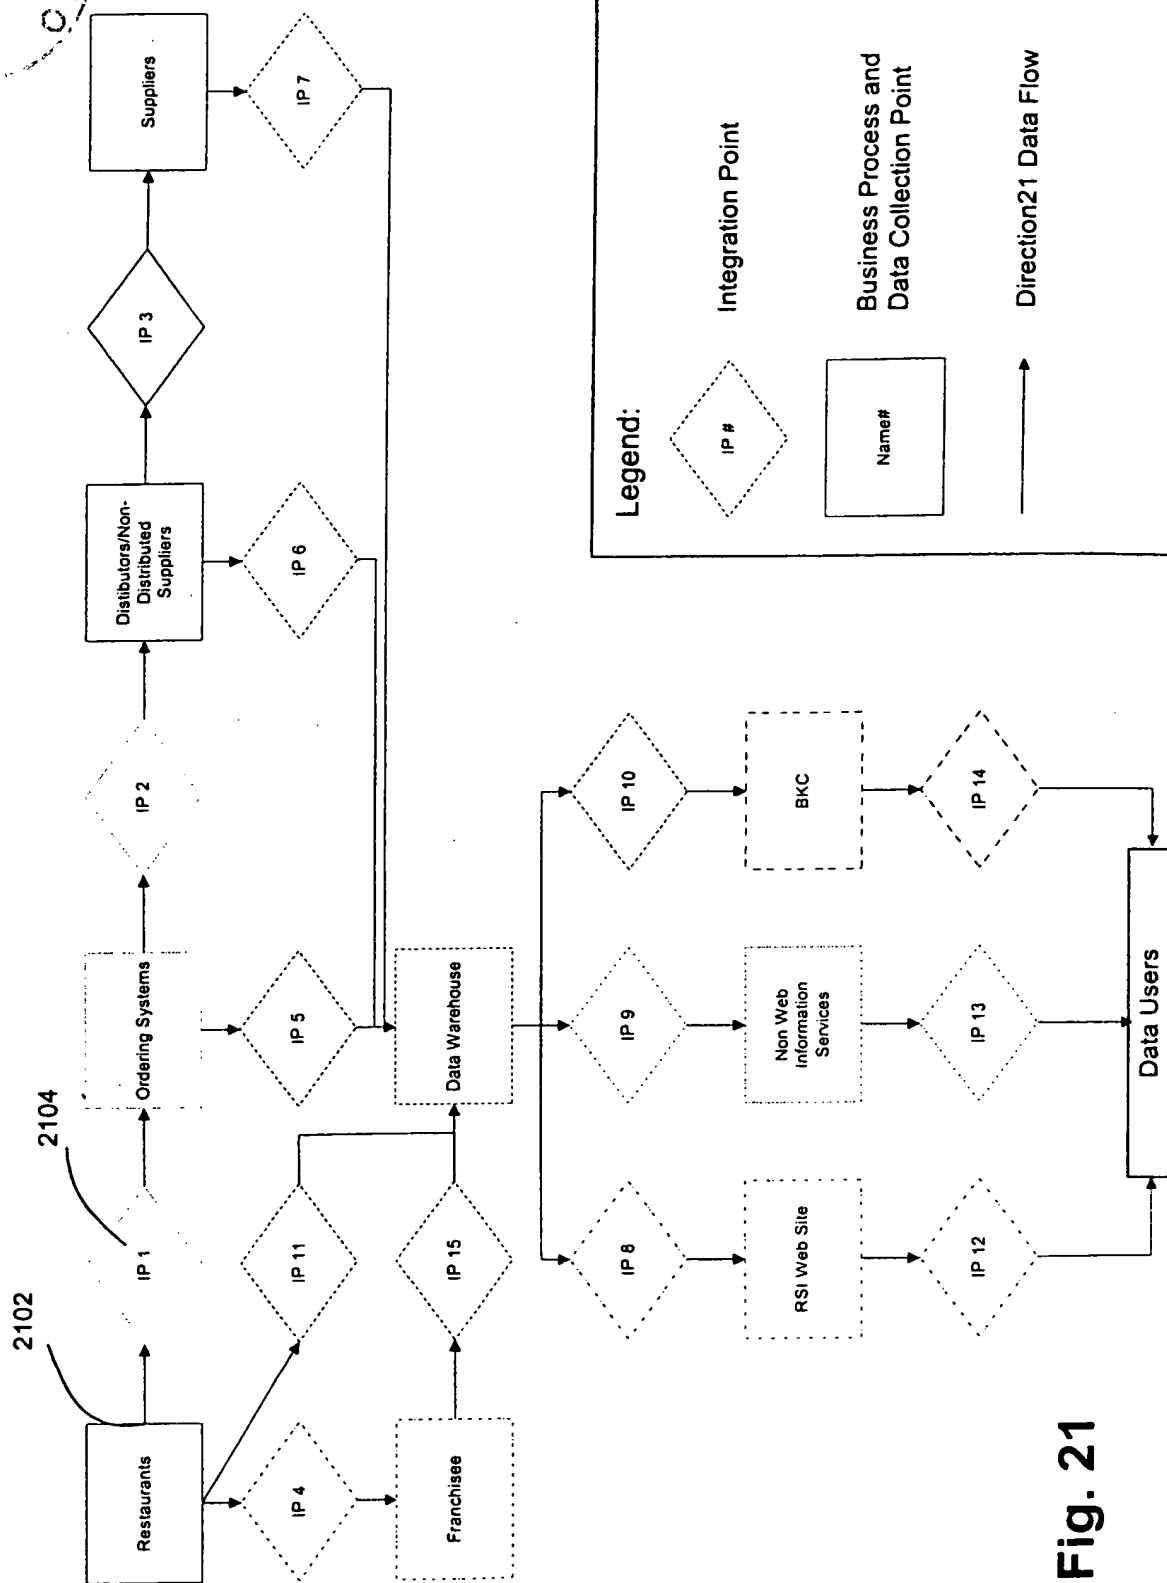 2102
2104
Restaurants
IP 1
Ordering Systems
IP 2
Distibutors/Non-
Distributed
Suppliers
IP 3
Suppliers
IP 4
IP 11
IP 5
IP 6
IP 7
Franchisee
IP 15
Data Warehouse
IP 8
IP 9
IP 10
RSI Web Site
Non Web
Information
Services
BKC
IP 12
IP 13
IP 14
Data Users
Legend:
IP #
Integration Point
Name#
Business Process and
Data Collection Point
Direction21 Data Flow
Fig. 21